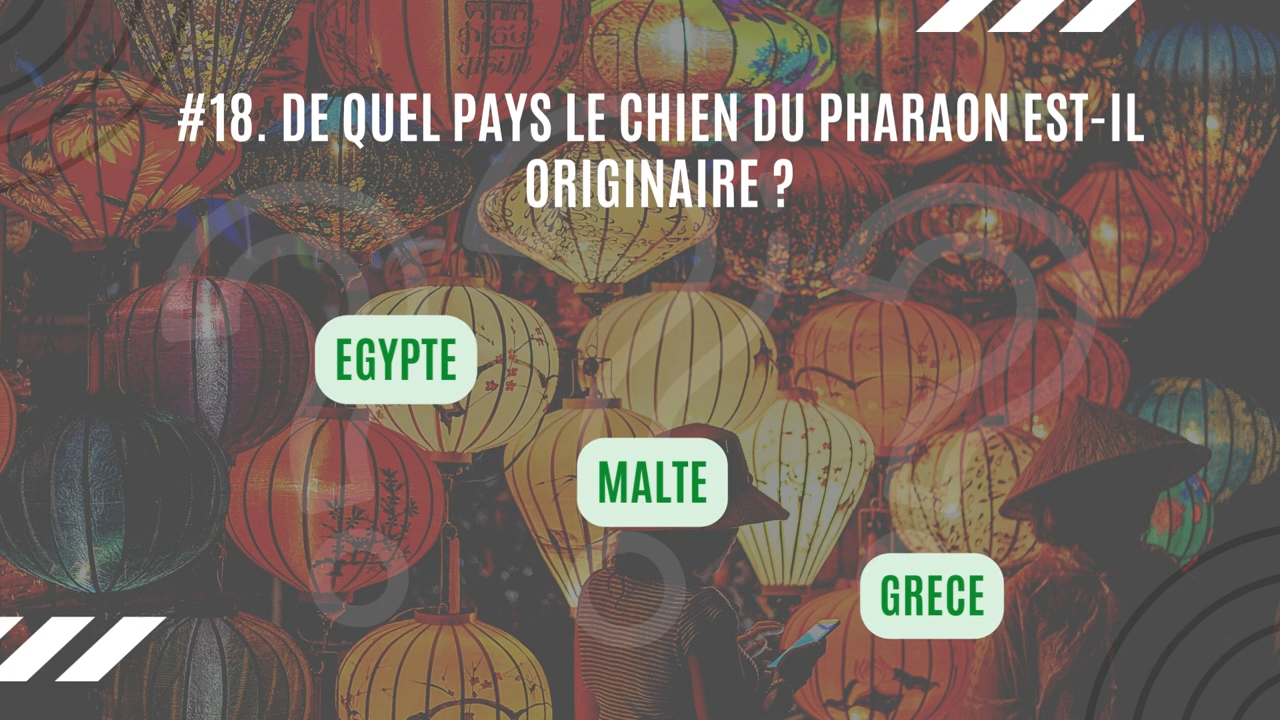 #18. DE QUEL PAYS LE CHIEN DU PHARAON EST-IL
ORIGINAIRE ?
EGYPTE
MALTE
GRECE